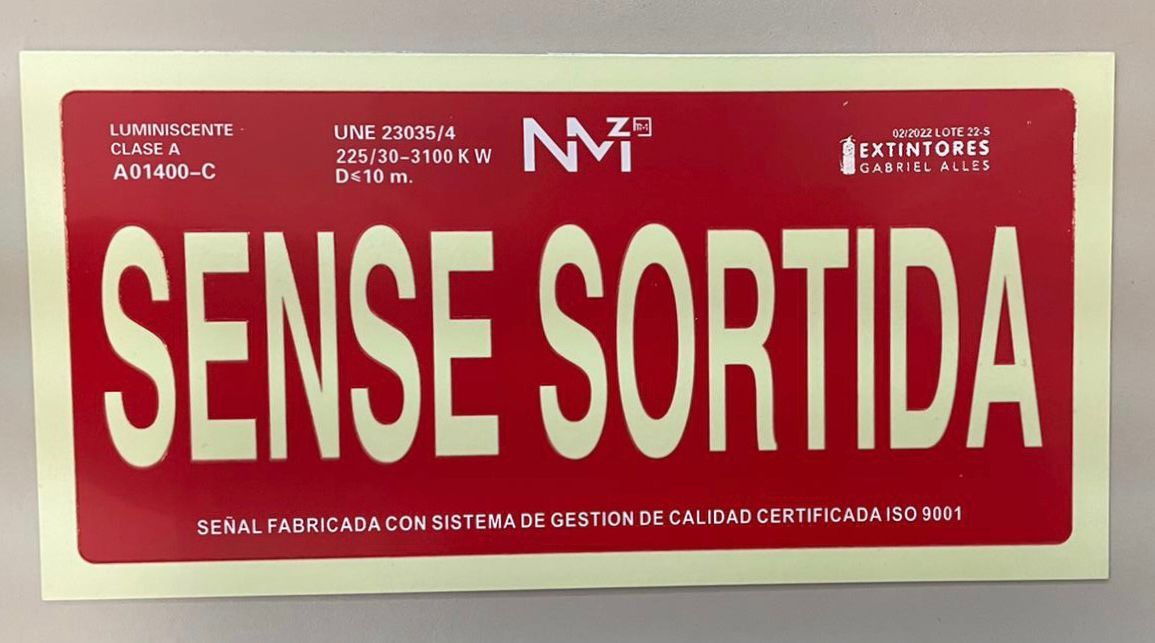 LUMINISCENTE
CLASE A
A01400-C
UNE 23035/4
225/30-3100 K W
D≤10 m.
02/2022 LOTE 22-S
EXTINTORES
GABRIEL ALLES
SENSE SORTIDA
SEÑAL FABRICADA CON SISTEMA DE GESTION DE CALIDAD CERTIFICADA ISO 9001